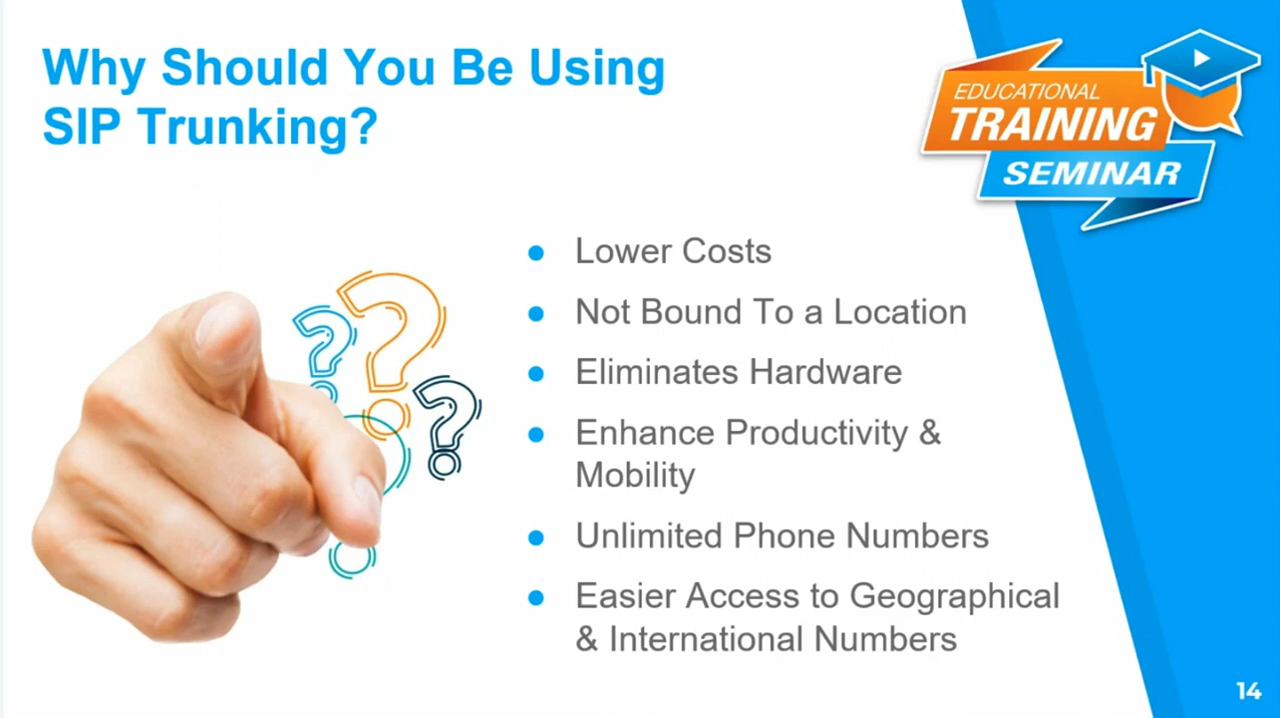 Why Should You Be Using
SIP Trunking?
EDUCATIONAL
TRAINING
SEMINAR
● Lower Costs
● Not Bound To a Location
● Eliminates Hardware
● Enhance Productivity &
Mobility
● Unlimited Phone Numbers
● Easier Access to Geographical
& International Numbers
14